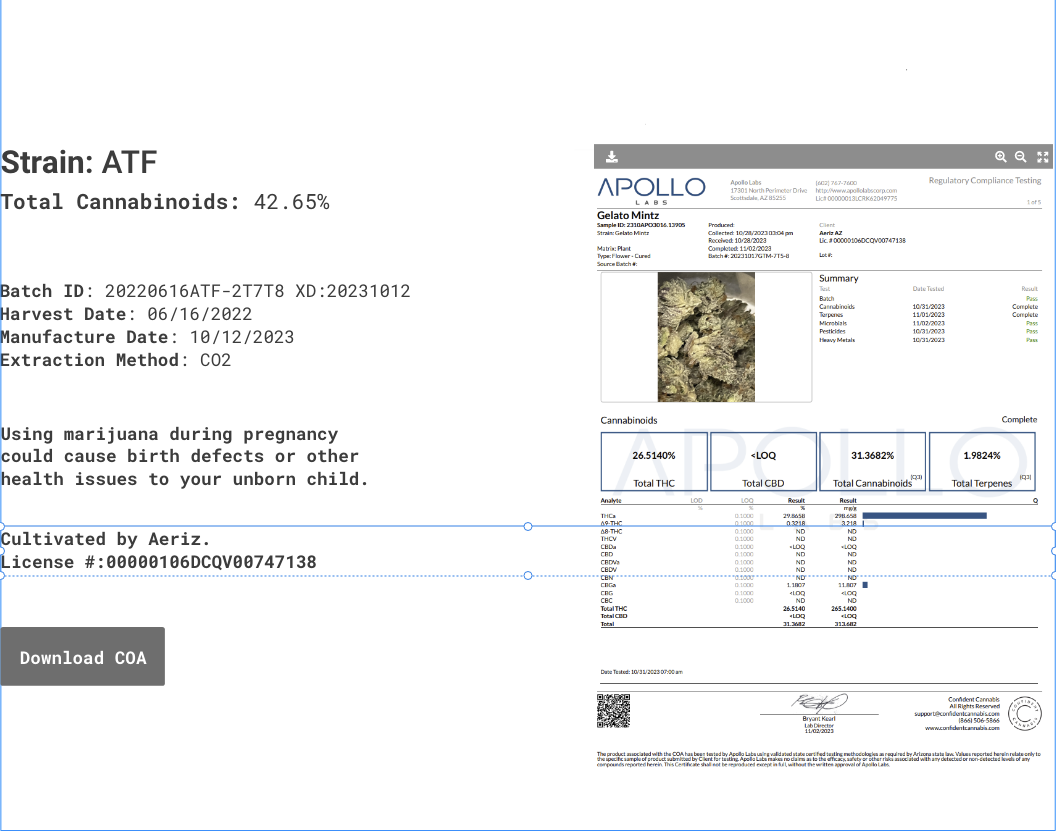 Strain: ATF
Total Cannabinoids: 42.65%
Batch ID: 20220616ATF-2T7T8 XD:20231012
Harvest Date: 06/16/2022
Manufacture Date: 10/12/2023
Extraction Method: CO2
Using marijuana during pregnancy
could cause birth defects or other
health issues to your unborn child.
Cultivated by Aeriz.
License #:00000106DCQV00747138
Download COA
APOLLO
LABS
Apollo Labs
17301 North Perimeter Drive
Scottsdale, AZ 85255
(602) 767-7600
http://www.apollolabscorp.com
Lic# 00000013LCRK62049775
Regulatory Compliance Testing
1 of 5
Gelato Mintz
Sample ID: 2310APO3016.13905
Strain: Gelato Mintz
Matrix: Plant
Type: Flower - Cured
Source Batch #:
Produced:
Collected: 10/28/2023 03:04 pm
Received: 10/28/2023
Completed: 11/02/2023
Batch #: 20231017GTM-7T5-8
Client
Aeriz AZ
Lic. # 00000106DCQV00747138
Lot #:
Summary
Test Date Tested Result
Batch Pass
Cannabinoids 10/31/2023 Complete
Terpenes 11/01/2023 Complete
Microbials 11/02/2023 Pass
Pesticides 10/31/2023 Pass
Heavy Metals 10/31/2023 Pass
Cannabinoids Complete
26.5140% <LOQ 31.3682% 1.9824%
Total THC Total CBD Total Cannabinoids (Q3) Total Terpenes (Q3)
Analyte LOD LOQ Result Result Q
% % % mg/g
THCa 0.1000 29.8658 298.658
Δ9-THC 0.1000 0.3218 3.218
Δ8-THC 0.1000 ND ND
THCV 0.1000 ND ND
CBDa 0.1000 <LOQ <LOQ
CBD 0.1000 ND ND
CBDVa 0.1000 ND ND
CBDV 0.1000 ND ND
CBN 0.1000 ND ND
CBGa 0.1000 1.1807 11.807
CBG 0.1000 <LOQ <LOQ
CBC 0.1000 ND ND
Total THC 26.5140 265.1400
Total CBD <LOQ <LOQ
Total 31.3682 313.682
Date Tested: 10/31/2023 07:00 am
Bryant Kearl
Lab Director
11/02/2023
Confident Cannabis
All Rights Reserved
support@confidentcannabis.com
(866) 506-5866
www.confidentcannabis.com
The product associated with the COA has been tested by Apollo Labs using validated state certified testing methodologies as required by Arizona state law. Values reported herein relate only to
the specific sample of product submitted by Client for testing. Apollo Labs makes no claims as to the efficacy, safety or other risks associated with any detected or non-detected levels of any
compounds reported herein. This Certificate shall not be reproduced except in full, without the written approval of Apollo Labs.